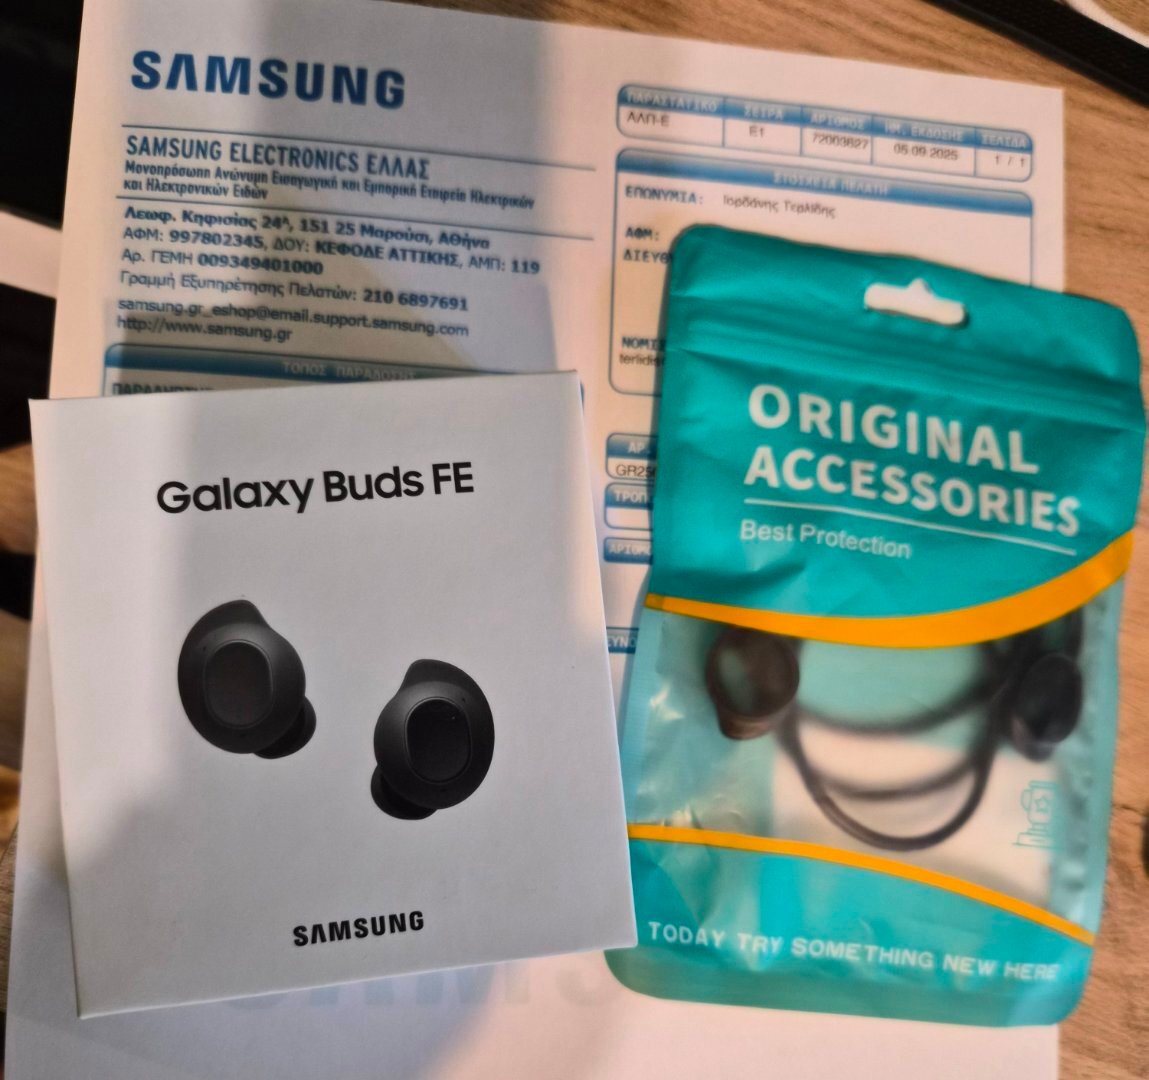 SAMSUNG
SAMSUNG ELECTRONICS ΕΛΛΑΣ
Μονοπρόσωπη Ανώνυμη Εισαγωγική και Εμπορική Εταιρεία Ηλεκτρικών
και Ηλεκτρονικών Ειδών
Λεωφ. Κηφισίας 24Α, 151 25 Μαρούσι, Αθήνα
ΑΦΜ: 997802345, ΔΟΥ: ΚΕΦΟΔΕ ΑΤΤΙΚΗΣ, ΑΜΠ: 119
Αρ. ΓΕΜΗ 009349401000
Γραμμή Εξυπηρέτησης Πελατών: 210 6897691
samsung.gr_eshop@email.support.samsung.com
http://www.samsung.gr
ΤΟΠΟΣ ΠΑΡΑΔΟΣΗΣ
ΠΑΡΑΣΤΑΤΙΚΟ ΣΕΙΡΑ ΑΡΙΘΜΟΣ ΗΜ. ΕΚΔΟΣΗΣ ΣΕΛΙΔΑ
ΑΛΠ-Ε Ε1 72003627 05.09.2025 1 / 1
ΣΤΟΙΧΕΙΑ ΠΕΛΑΤΗ
ΕΠΩΝΥΜΙΑ: Ιορδάνης Τερλίδης
ΑΦΜ:
Galaxy Buds FE
SAMSUNG
ORIGINAL
ACCESSORIES
Best Protection
TODAY TRY SOMETHING NEW HERE